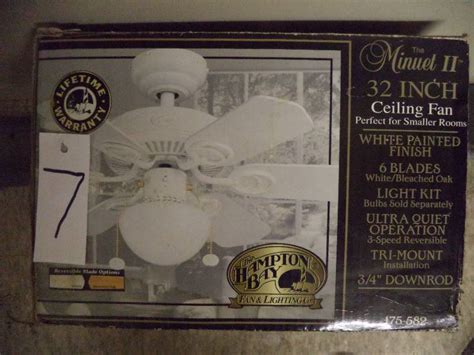 LIFETIME
WARRANTY
7
Reversible Blade Options
The
Hampton
Bay
FAN & LIGHTING Co.
The
Minuet II
32 INCH
Ceiling Fan
Perfect for Smaller Rooms
WHITE PAINTED
FINISH
6 BLADES
White/Bleached Oak
LIGHT KIT
Bulbs Sold Separately
ULTRA QUIET
OPERATION
3-Speed Reversible
TRI-MOUNT
Installation
3/4" DOWNROD
475-582